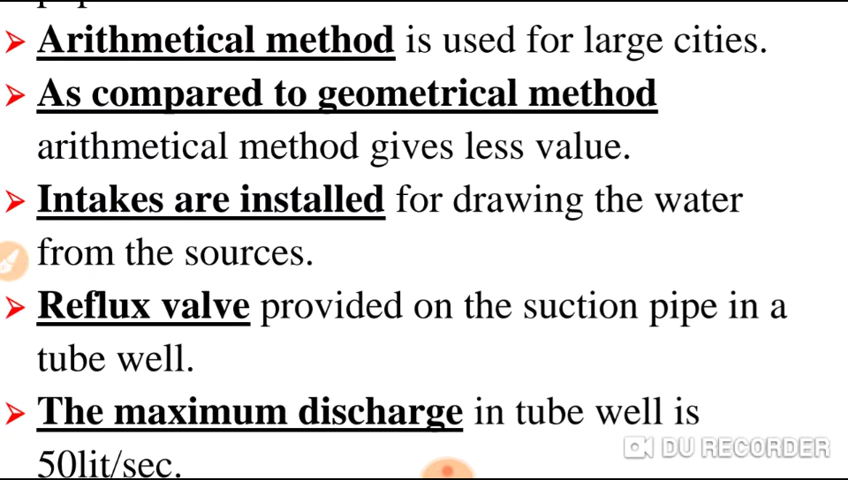 ➢ Arithmetical method is used for large cities.
➢ As compared to geometrical method
arithmetical method gives less value.
➢ Intakes are installed for drawing the water
from the sources.
➢ Reflux valve provided on the suction pipe in a
tube well.
➢ The maximum discharge in tube well is
50lit/sec.
DU RECORDER